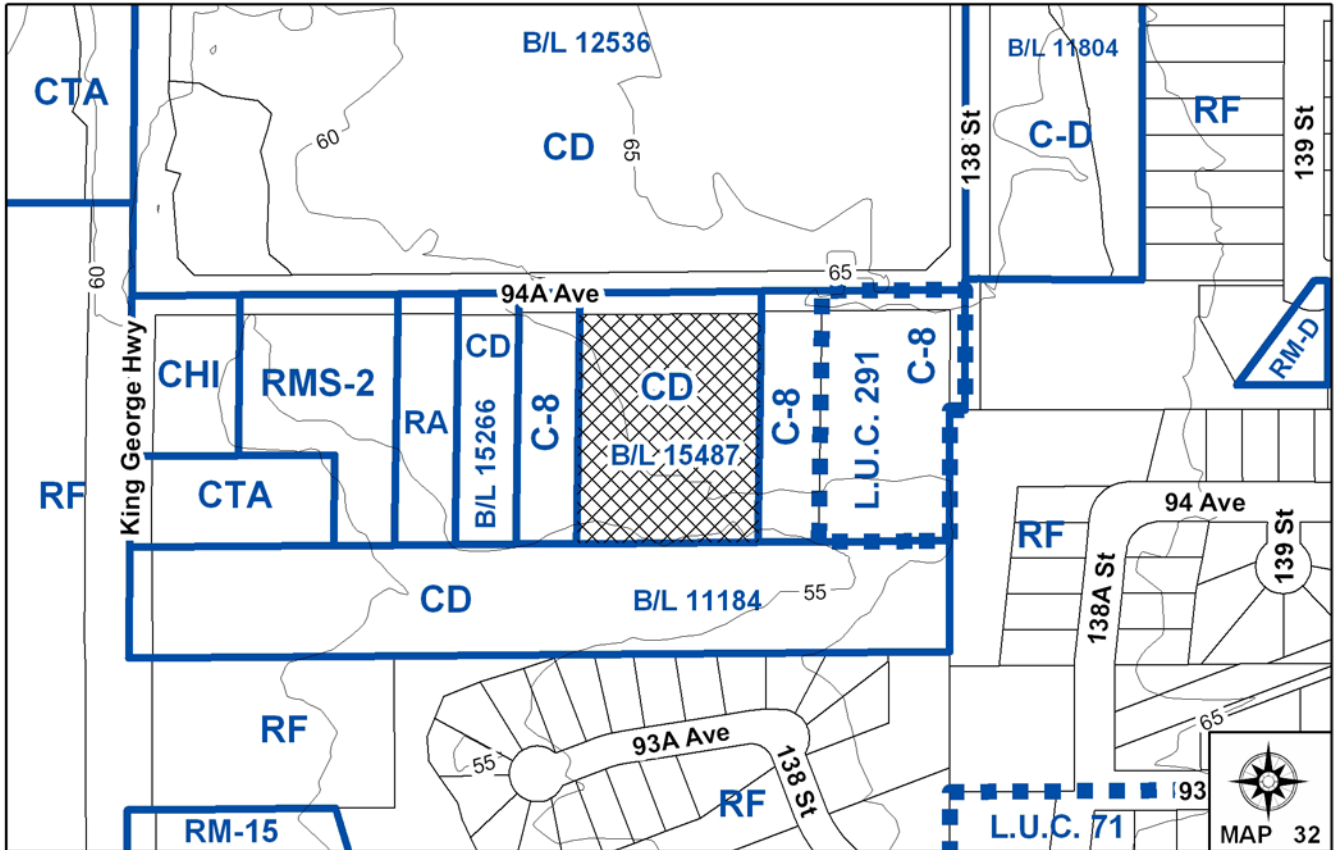 B/L 12536
B/L 11804
CTA
60
CD
65
138 St
C-D
RF
139 St
60
65
94A Ave
King George Hwy
CHI
RMS-2
RA
CD
B/L 15266
C-8
CD
B/L 15487
C-8
L.U.C. 291
C-8
RM-D
RF
CTA
94 Ave
RF
139 St
138A St
CD
B/L 11184
55
RF
93A Ave
55
138 St
RF
65
93
RM-15
L.U.C. 71
MAP 32